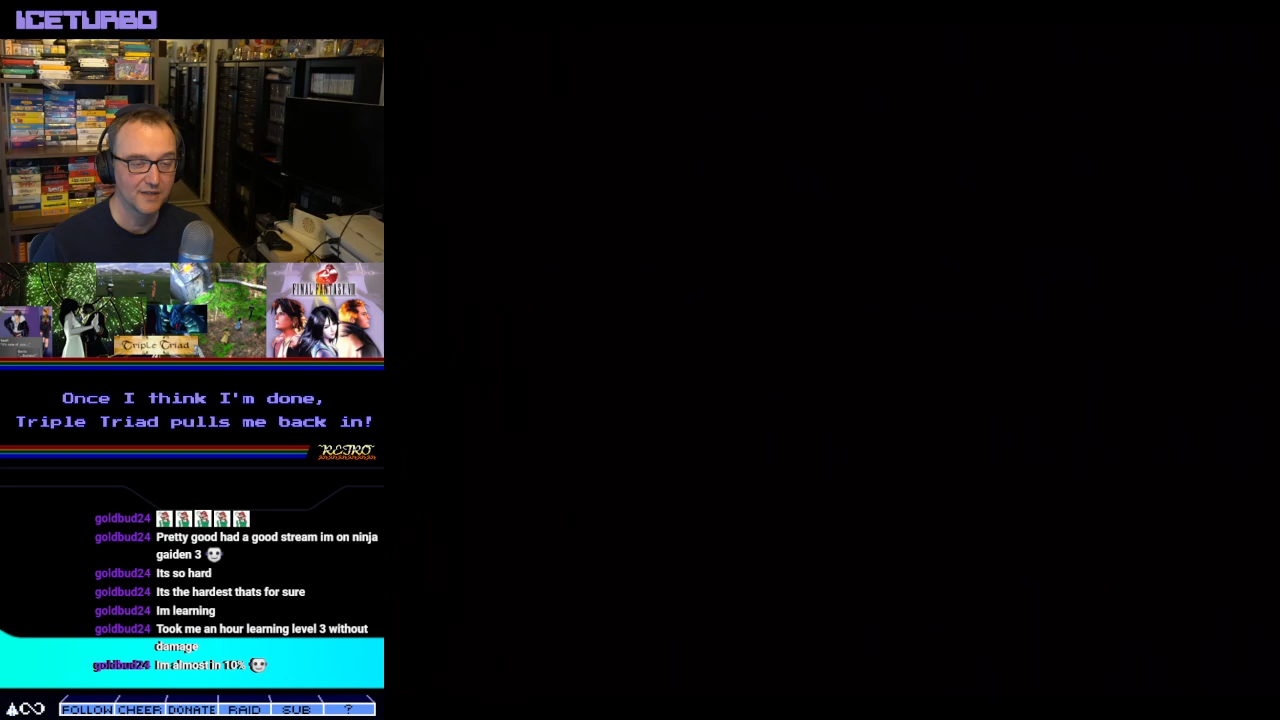 ICETURBO
FINAL FANTASY VIII
Triple Triad
Once I think I'm done,
Triple Triad pulls me back in!
RETRO
goldbud24
goldbud24 Pretty good had a good stream im on ninja
gaiden 3
goldbud24 Its so hard
goldbud24 Its the hardest thats for sure
goldbud24 Im learning
goldbud24 Took me an hour learning level 3 without
damage
goldbud24 Im almost in 10%
FOLLOW CHEER DONATE RAID SUB ?